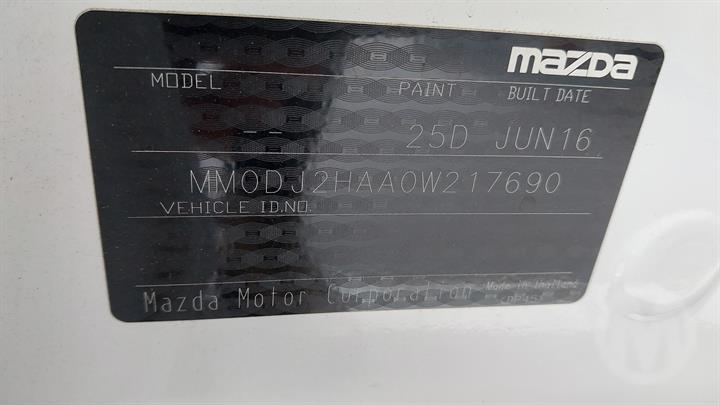 mazda
MODEL PAINT BUILT DATE
-- 25D JUN16
MM0DJ2HAA0W217690
VEHICLE ID.NO.
Mazda Motor Corporation Made in Thailand